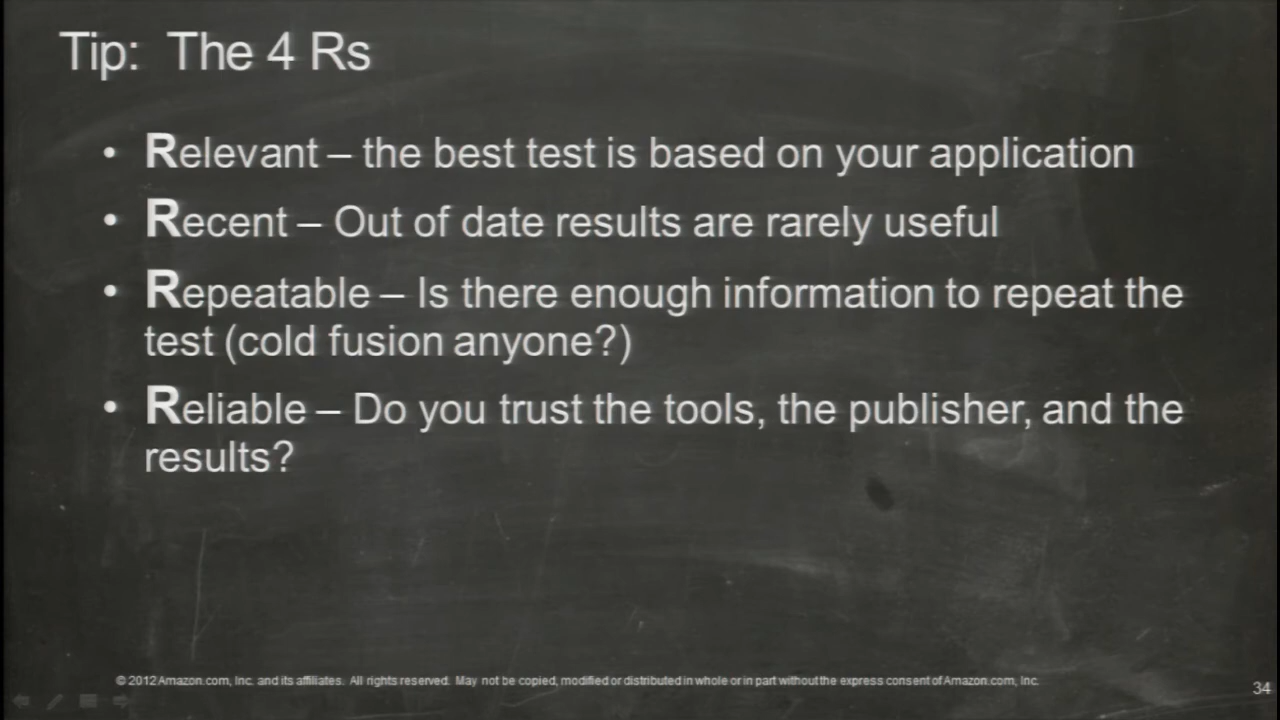 Tip: The 4 Rs
• Relevant – the best test is based on your application
• Recent – Out of date results are rarely useful
• Repeatable – Is there enough information to repeat the
test (cold fusion anyone?)
• Reliable – Do you trust the tools, the publisher, and the
results?
© 2012 Amazon.com, Inc. and its affiliates. All rights reserved. May not be copied, modified or distributed in whole or in part without the express consent of Amazon.com, Inc.
34